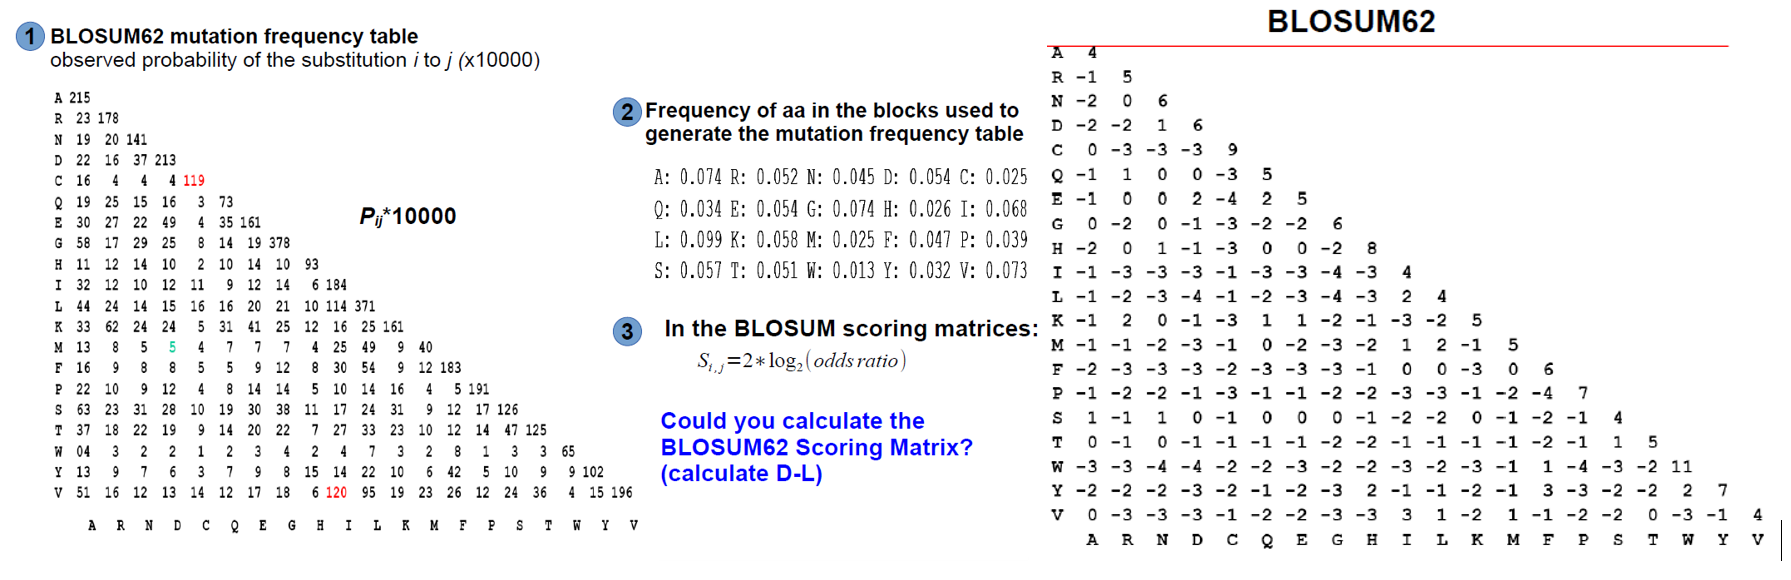 1 BLOSUM62 mutation frequency table
observed probability of the substitution i to j (x10000)
A 215
R 23 178
N 19 20 141
D 22 16 37 213
C 16 4 4 4 119
Q 19 25 15 16 3 73
E 30 27 22 49 4 35 161
G 58 17 29 25 8 14 19 378
H 11 12 14 10 2 10 14 10 93
I 32 12 10 12 11 9 12 14 6 184
L 44 24 14 15 16 16 20 21 10 114 371
K 33 62 24 24 5 31 41 25 12 16 25 161
M 13 8 5 5 4 7 7 7 4 25 49 9 40
F 16 9 8 8 5 5 9 12 8 30 54 9 12 183
P 22 10 9 12 4 8 14 14 5 10 14 16 4 5 191
S 63 23 31 28 10 19 30 38 11 17 24 31 9 12 17 126
T 37 18 22 19 9 14 20 22 7 27 33 23 10 12 14 47 125
W 04 3 2 2 1 2 3 4 2 4 7 3 2 8 1 3 3 65
Y 13 9 7 6 3 7 9 8 15 14 22 10 6 42 5 10 9 9 102
V 51 16 12 13 14 12 17 18 6 120 95 19 23 26 12 24 36 4 15 196
A R N D C Q E G H I L K M F P S T W Y V
Pij*10000
2 Frequency of aa in the blocks used to
generate the mutation frequency table
A: 0.074 R: 0.052 N: 0.045 D: 0.054 C: 0.025
Q: 0.034 E: 0.054 G: 0.074 H: 0.026 I: 0.068
L: 0.099 K: 0.058 M: 0.025 F: 0.047 P: 0.039
S: 0.057 T: 0.051 W: 0.013 Y: 0.032 V: 0.073
3 In the BLOSUM scoring matrices:
Si,j=2*log2(odds ratio)
Could you calculate the
BLOSUM62 Scoring Matrix?
(calculate D-L)
BLOSUM62
A 4
R -1 5
N -2 0 6
D -2 -2 1 6
C 0 -3 -3 -3 9
Q -1 1 0 0 -3 5
E -1 0 0 2 -4 2 5
G 0 -2 0 -1 -3 -2 -2 6
H -2 0 1 -1 -3 0 0 -2 8
I -1 -3 -3 -3 -1 -3 -3 -4 -3 4
L -1 -2 -3 -4 -1 -2 -3 -4 -3 2 4
K -1 2 0 -1 -3 1 1 -2 -1 -3 -2 5
M -1 -1 -2 -3 -1 0 -2 -3 -2 1 2 -1 5
F -2 -3 -3 -3 -2 -3 -3 -3 -1 0 0 -3 0 6
P -1 -2 -2 -1 -3 -1 -1 -2 -2 -3 -3 -1 -2 -4 7
S 1 -1 1 0 -1 0 0 0 -1 -2 -2 0 -1 -2 -1 4
T 0 -1 0 -1 -1 -1 -1 -2 -2 -1 -1 -1 -1 -2 -1 1 5
W -3 -3 -4 -4 -2 -2 -3 -2 -2 -3 -2 -3 -1 1 -4 -3 -2 11
Y -2 -2 -2 -3 -2 -1 -2 -3 2 -1 -1 -2 -1 3 -3 -2 -2 2 7
V 0 -3 -3 -3 -1 -2 -2 -3 -3 3 1 -2 1 -1 -2 -2 0 -3 -1 4
A R N D C Q E G H I L K M F P S T W Y V